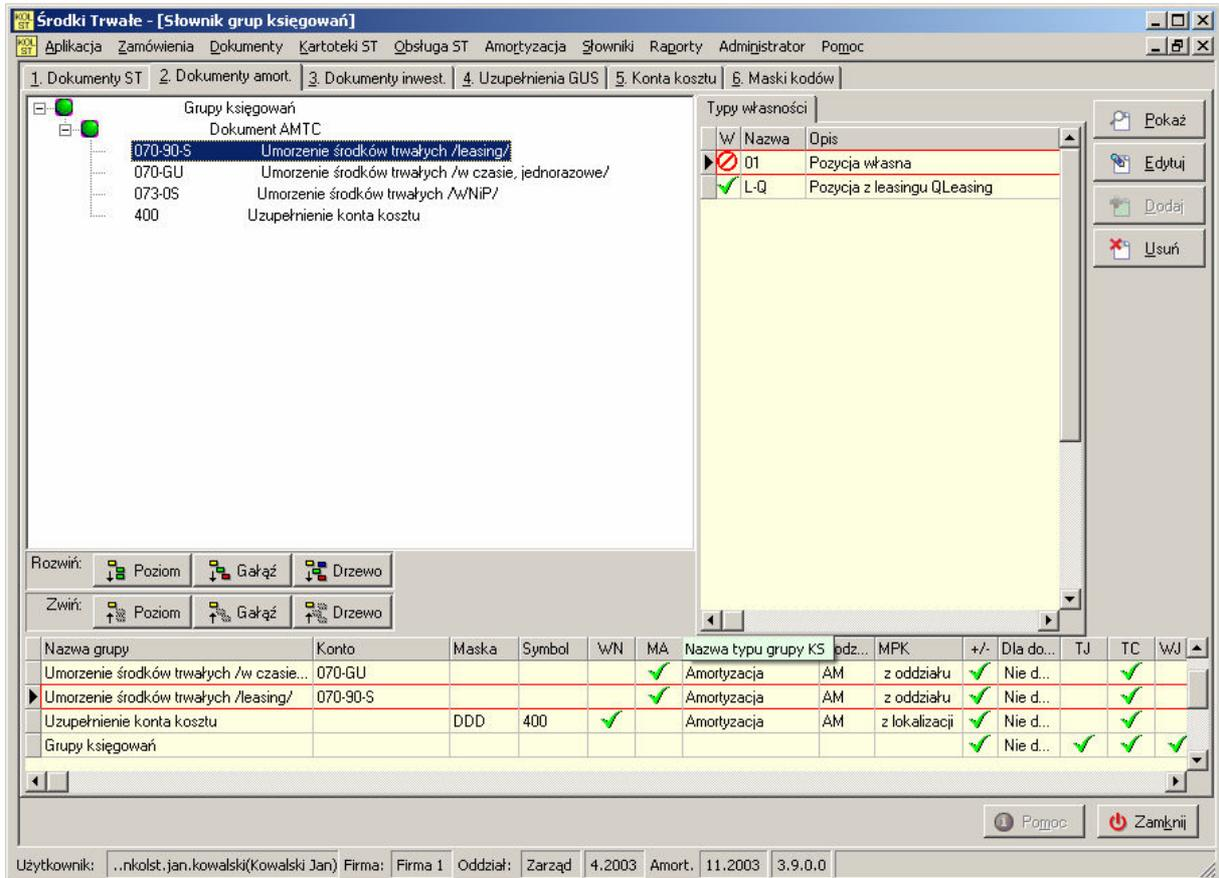 Środki Trwałe - [Słownik grup księgowań]
Aplikacja Zamówienia Dokumenty Kartoteki ST Obsługa ST Amortyzacja Słowniki Raporty Administrator Pomoc
1. Dokumenty ST 2. Dokumenty amort. 3. Dokumenty inwest. 4. Uzupełnienia GUS 5. Konta kosztu 6. Maski kodów
Grupy księgowań
Dokument AMTC
070-90-S Umorzenie środków trwałych /leasing/
070-GU Umorzenie środków trwałych /w czasie, jednorazowe/
073-0S Umorzenie środków trwałych /WNiP/
400 Uzupełnienie konta kosztu
Typy własności
W Nazwa Opis
01 Pozycja własna
L-Q Pozycja z leasingu QLeasing
Pokaż
Edytuj
Dodaj
Usuń
Rozwiń: Poziom Gałąź Drzewo
Zwiń: Poziom Gałąź Drzewo
Nazwa grupy Konto Maska Symbol WN MA Nazwa typu grupy KS odz... MPK +/- Dla do... TJ TC WJ
Umorzenie środków trwałych /w czasie... 070-GU Amortyzacja AM z oddziału Nie d...
Umorzenie środków trwałych /leasing/ 070-90-S Amortyzacja AM z oddziału Nie d...
Uzupełnienie konta kosztu DDD 400 Amortyzacja AM z lokalizacji Nie d...
Grupy księgowań Nie d...
Pomoc Zamknij
Użytkownik: ..nkolst.jan.kowalski(Kowalski Jan) Firma: Firma 1 Oddział: Zarząd 4.2003 Amort. 11.2003 3.9.0.0